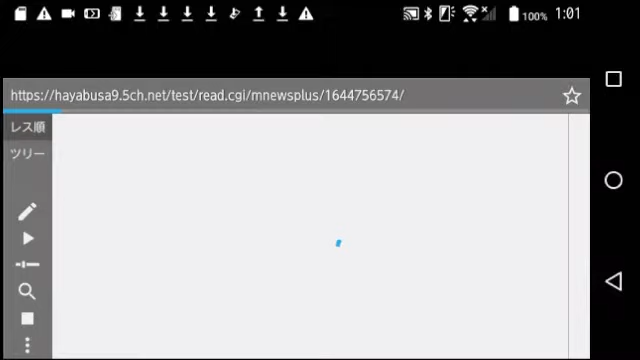 100% 1:01
https://hayabusa9.5ch.net/test/read.cgi/mnewsplus/1644756574/
レス順
ツリー